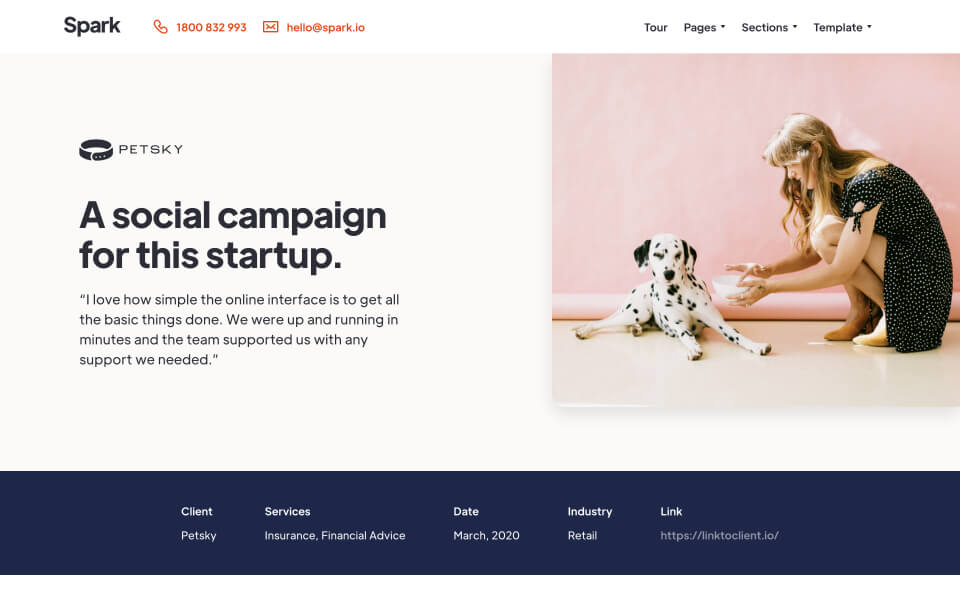 Spark
1800 832 993
hello@spark.io
Tour
Pages
Sections
Template
PETSKY
A social campaign
for this startup.
“I love how simple the online interface is to get all
the basic things done. We were up and running in
minutes and the team supported us with any
support we needed.”
Client
Services
Date
Industry
Link
Petsky
Insurance, Financial Advice
March, 2020
Retail
https://linktoclient.io/